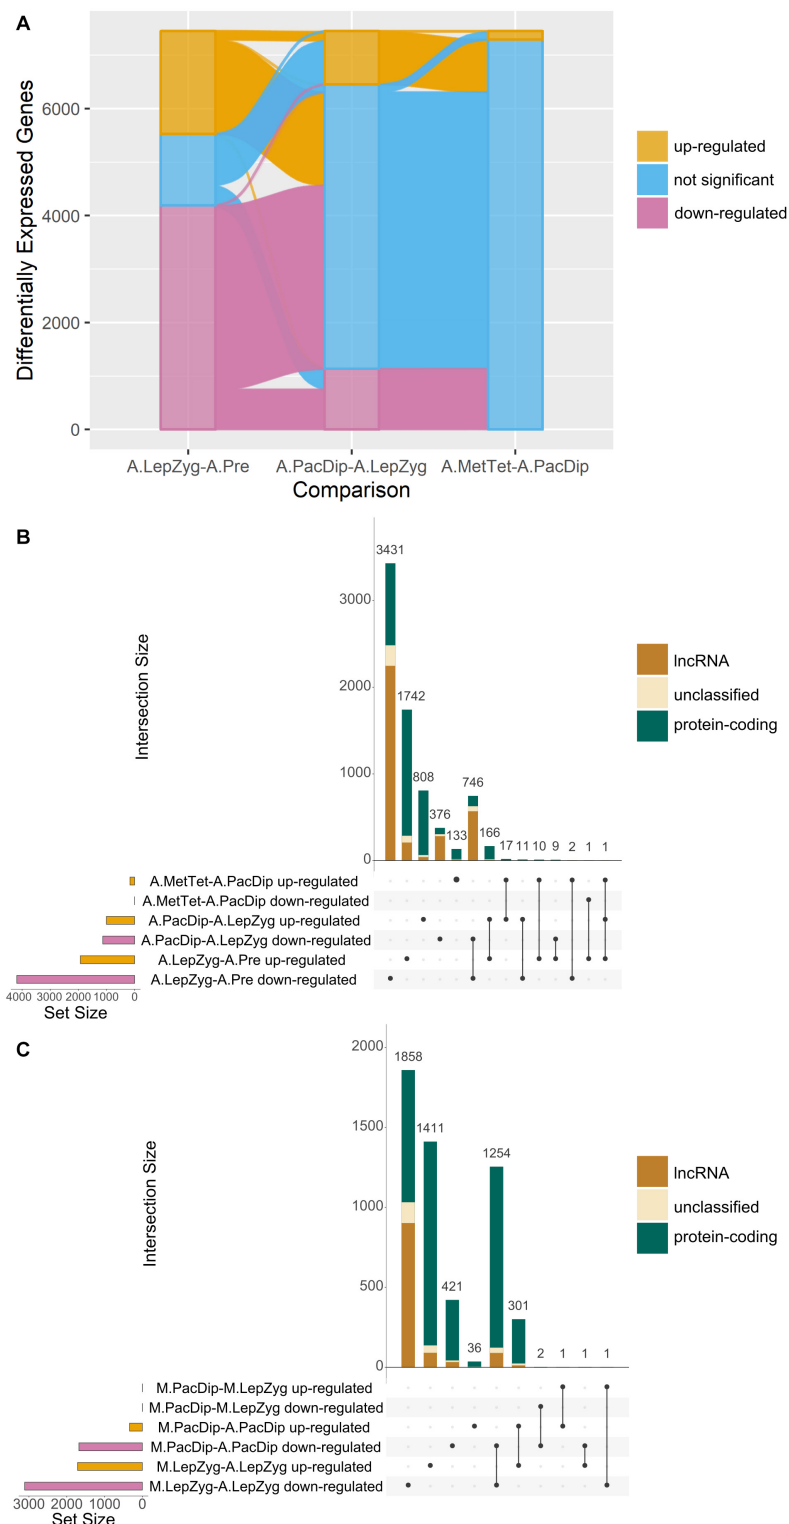 A
Differentially Expressed Genes
6000
4000
2000
0
A.LepZyg-A.Pre
A.PacDip-A.LepZyg
A.MetTet-A.PacDip
Comparison
up-regulated
not significant
down-regulated
B
Intersection Size
3000
2000
1000
0
3431
1742
808
376
133
746
166
17
11
10
9
2
1
1
lncRNA
unclassified
protein-coding
A.MetTet-A.PacDip up-regulated
A.MetTet-A.PacDip down-regulated
A.PacDip-A.LepZyg up-regulated
A.PacDip-A.LepZyg down-regulated
A.LepZyg-A.Pre up-regulated
A.LepZyg-A.Pre down-regulated
4000 3000 2000 1000 0
Set Size
C
Intersection Size
2000
1500
1000
500
0
1858
1411
421
36
1254
301
2
1
1
1
lncRNA
unclassified
protein-coding
M.PacDip-M.LepZyg up-regulated
M.PacDip-M.LepZyg down-regulated
M.PacDip-A.PacDip up-regulated
M.PacDip-A.PacDip down-regulated
M.LepZyg-A.LepZyg up-regulated
M.LepZyg-A.LepZyg down-regulated
3000 2000 1000 0
Set Size